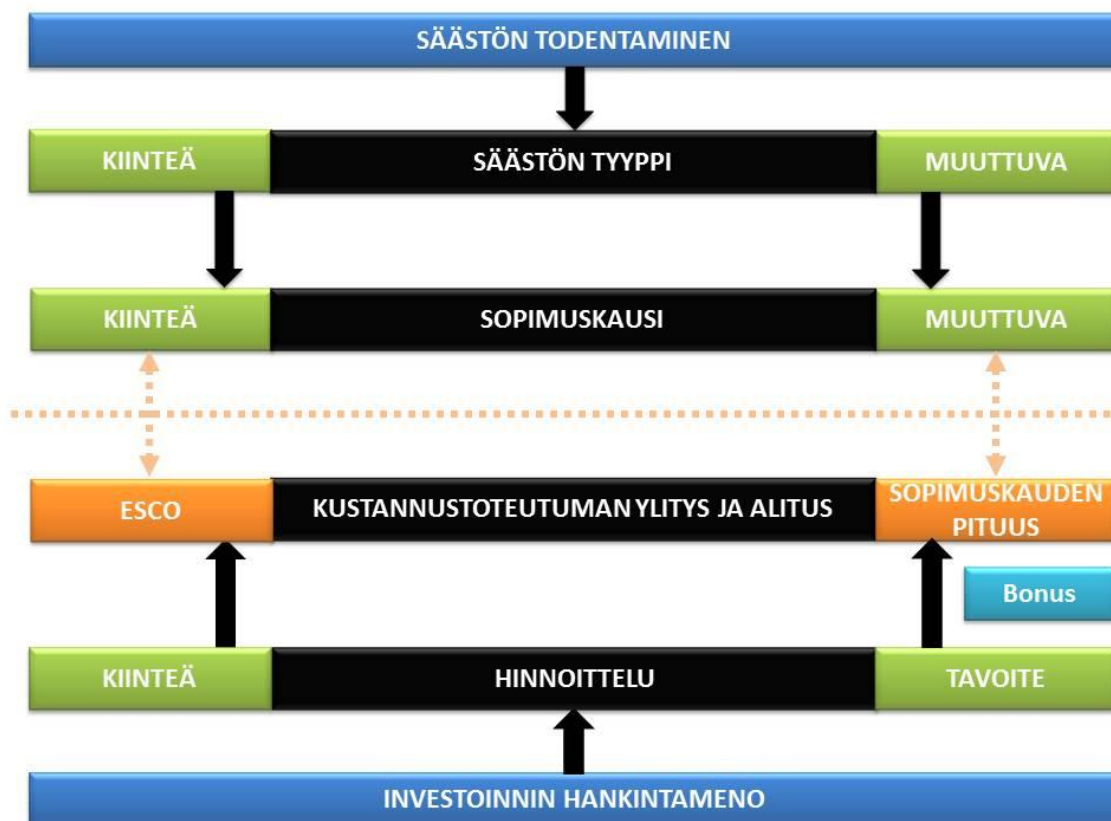 SÄÄSTÖN TODENTAMINEN
KIINTEÄ SÄÄSTÖN TYYPPI MUUTTUVA
KIINTEÄ SOPIMUSKAUSI MUUTTUVA
ESCO KUSTANNUSTOTEUTUMAN YLITYS JA ALITUS SOPIMUSKAUDEN
PITUUS
Bonus
KIINTEÄ HINNOITTELU TAVOITE
INVESTOINNIN HANKINTAMENO